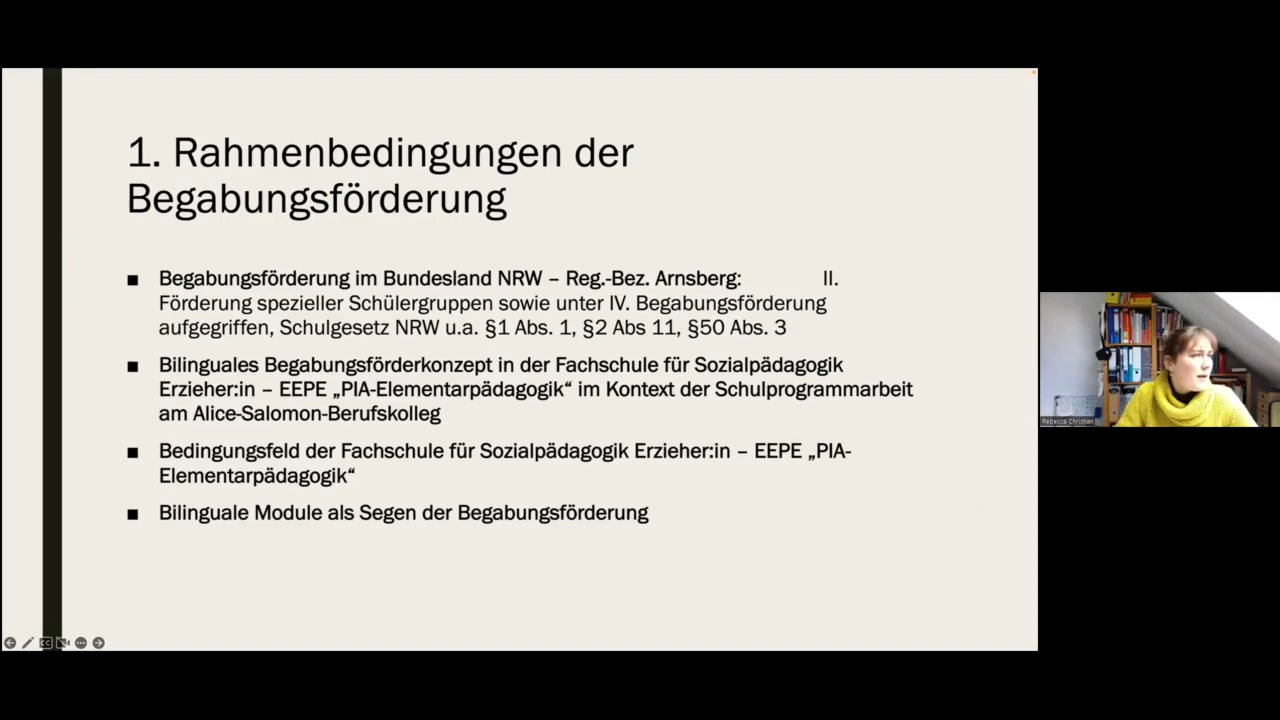 1. Rahmenbedingungen der
Begabungsförderung
■ Begabungsförderung im Bundesland NRW – Reg.-Bez. Arnsberg: II.
Förderung spezieller Schülergruppen sowie unter IV. Begabungsförderung
aufgegriffen, Schulgesetz NRW u.a. §1 Abs. 1, §2 Abs 11, §50 Abs. 3
■ Bilinguales Begabungsförderkonzept in der Fachschule für Sozialpädagogik
Erzieher:in – EEPE „PIA-Elementarpädagogik“ im Kontext der Schulprogrammarbeit
am Alice-Salomon-Berufskolleg
■ Bedingungsfeld der Fachschule für Sozialpädagogik Erzieher:in – EEPE „PIA-
Elementarpädagogik“
■ Bilinguale Module als Segen der Begabungsförderung
CC
Rebecca Christian